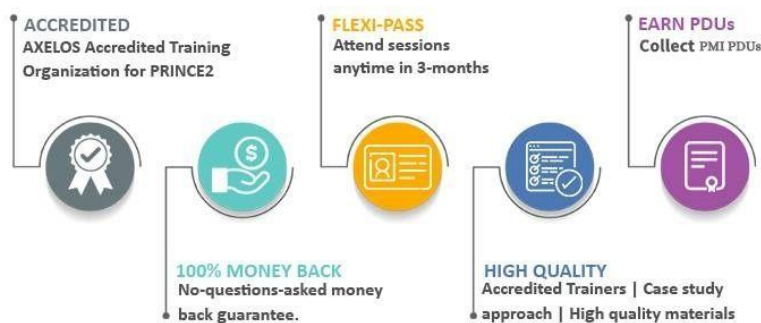 ACCREDITED
AXELOS Accredited Training
Organization for PRINCE2
100% MONEY BACK
No-questions-asked money
back guarantee.
FLEXI-PASS
Attend sessions
anytime in 3-months
HIGH QUALITY
Accredited Trainers | Case study
approach | High quality materials
EARN PDUs
Collect PMI PDUs
$